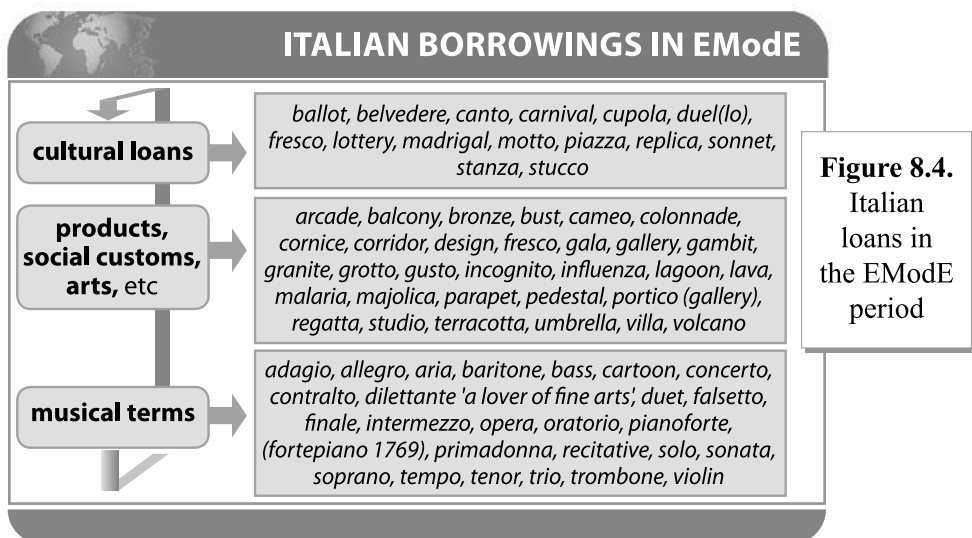 ITALIAN BORROWINGS IN EModE
cultural loans
ballot, belvedere, canto, carnival, cupola, duel(lo),
fresco, lottery, madrigal, motto, piazza, replica, sonnet,
stanza, stucco
products,
social customs,
arts, etc
arcade, balcony, bronze, bust, cameo, colonnade,
cornice, corridor, design, fresco, gala, gallery, gambit,
granite, grotto, gusto, incognito, influenza, lagoon, lava,
malaria, majolica, parapet, pedestal, portico (gallery),
regatta, studio, terracotta, umbrella, villa, volcano
musical terms
adagio, allegro, aria, baritone, bass, cartoon, concerto,
contralto, dilettante 'a lover of fine arts', duet, falsetto,
finale, intermezzo, opera, oratorio, pianoforte,
(fortepiano 1769), primadonna, recitative, solo, sonata,
soprano, tempo, tenor, trio, trombone, violin
Figure 8.4.
Italian
loans in
the EModE
period